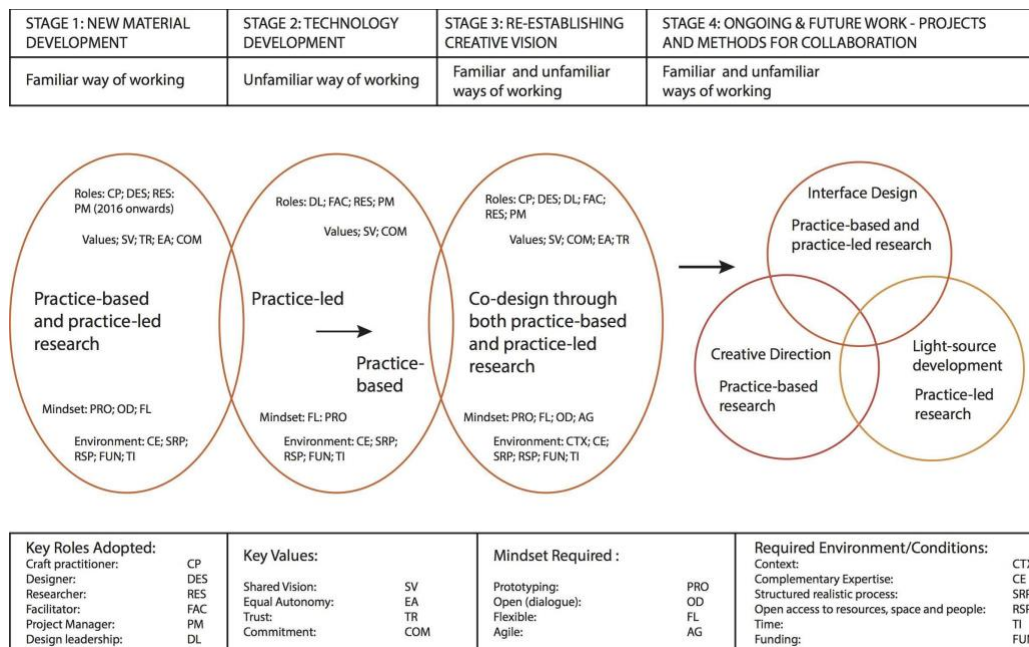 STAGE 1: NEW MATERIAL
DEVELOPMENT
STAGE 2: TECHNOLOGY
DEVELOPMENT
STAGE 3: RE-ESTABLISHING
CREATIVE VISION
STAGE 4: ONGOING & FUTURE WORK - PROJECTS
AND METHODS FOR COLLABORATION
Familiar way of working
Unfamiliar way of working
Familiar and unfamiliar
ways of working
Familiar and unfamiliar
ways of working
Roles: CP; DES; RES:
PM (2016 onwards)
Values; SV; TR; EA; COM
Practice-based
and practice-led
research
Mindset: PRO; OD; FL
Environment: CE; SRP;
RSP; FUN; TI
Roles: DL; FAC; RES; PM
Values; SV; COM
Practice-led
Practice-
based
Mindset: FL: PRO
Environment: CE; SRP;
RSP; FUN; TI
Roles: CP; DES; DL; FAC;
RES; PM
Values; SV; COM; EA; TR
Co-design through
both practice-based
and practice-led
research
Mindset: PRO; FL; OD; AG
Environment: CTX; CE;
SRP; RSP; FUN; TI
Interface Design
Practice-based and
practice-led research
Creative Direction
Practice-based
research
Light-source
development
Practice-led
research
Key Roles Adopted:
Craft practitioner: CP
Designer: DES
Researcher: RES
Facilitator: FAC
Project Manager: PM
Design leadership: DL
Key Values:
Shared Vision: SV
Equal Autonomy: EA
Trust: TR
Commitment: COM
Mindset Required :
Prototyping: PRO
Open (dialogue): OD
Flexible: FL
Agile: AG
Required Environment/Conditions:
Context: CTX
Complementary Expertise: CE
Structured realistic process: SRP
Open access to resources, space and people: RSP
Time: TI
Funding: FUN